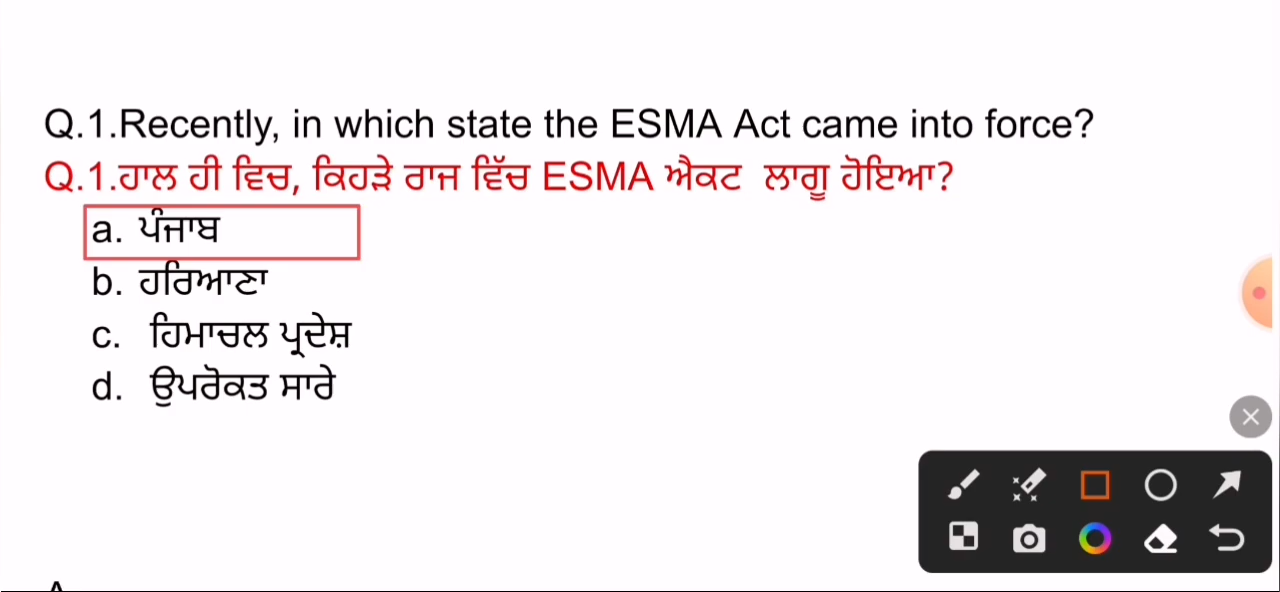 Q.1.Recently, in which state the ESMA Act came into force?
Q.1.ਹਾਲ ਹੀ ਵਿਚ, ਕਿਹੜੇ ਰਾਜ ਵਿੱਚ ESMA ਐਕਟ ਲਾਗੂ ਹੋਇਆ?
a. ਪੰਜਾਬ
b. ਹਰਿਆਣਾ
c. ਹਿਮਾਚਲ ਪ੍ਰਦੇਸ਼
d. ਉਪਰੋਕਤ ਸਾਰੇ